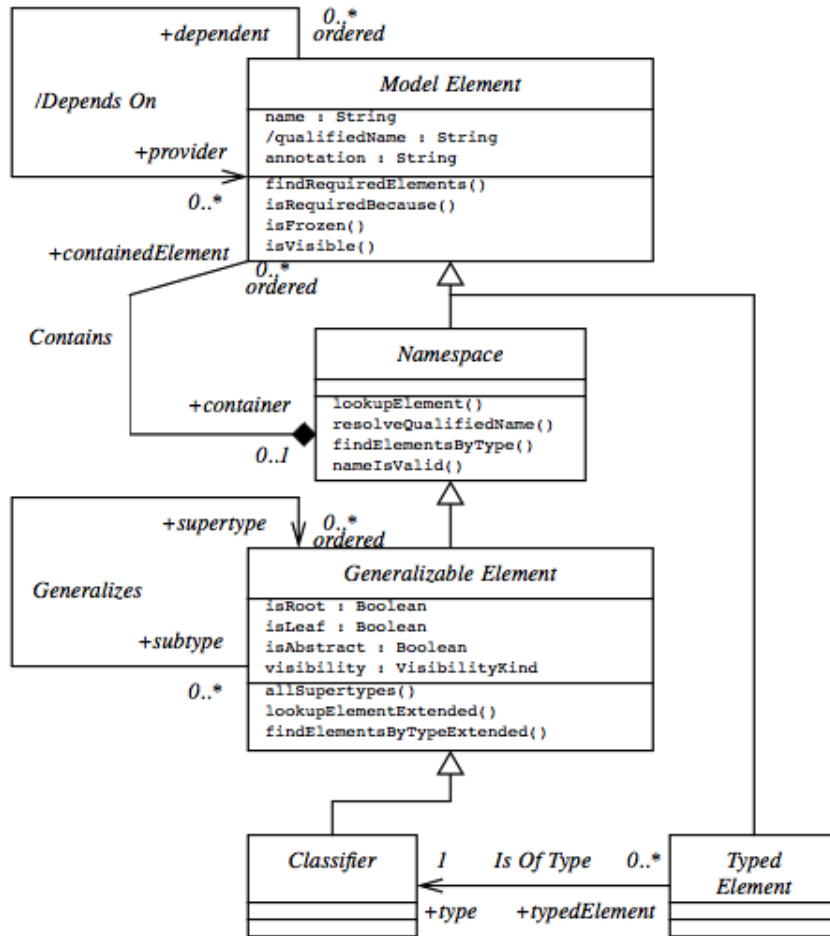 0..*
+dependent ordered
Model Element
/Depends On
name : String
/qualifiedName : String
annotation : String
+provider
0..*
findRequiredElements()
isRequiredBecause()
isFrozen()
isVisible()
+containedElement
0..*
ordered
Contains
Namespace
+container
lookupElement()
resolveQualifiedName()
findElementsByType()
nameIsValid()
0..1
+supertype 0..*
ordered
Generalizable Element
Generalizes
isRoot : Boolean
isLeaf : Boolean
isAbstract : Boolean
visibility : VisibilityKind
+subtype
0..*
allSupertypes()
lookupElementExtended()
findElementsByTypeExtended()
Classifier
1 Is Of Type 0..*
Typed
Element
+type +typedElement